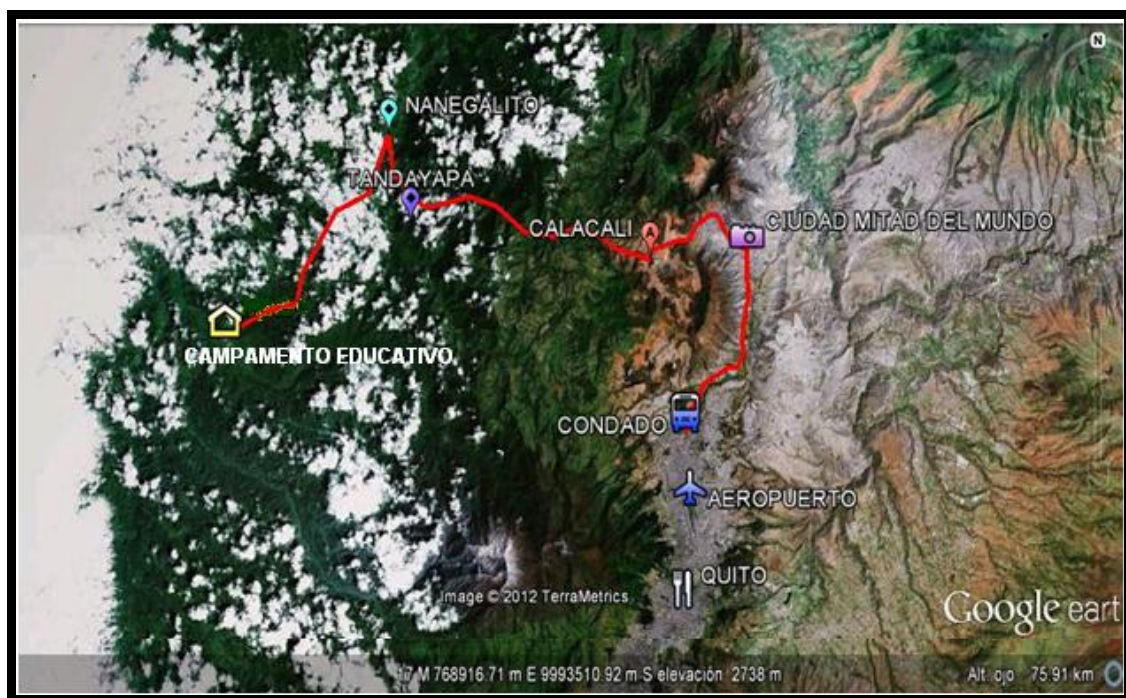 N
NANEGALITO
TANDAYAPA
CALACALI
A
CIUDAD MITAD DEL MUNDO
CAMPAMENTO EDUCATIVO
CONDADO
AEROPUERTO
QUITO
Image © 2012 TerraMetrics
Google eart
17 M 768916.71 m E 9993510.92 m S elevación 2738 m
Alt. ojo 75.91 km